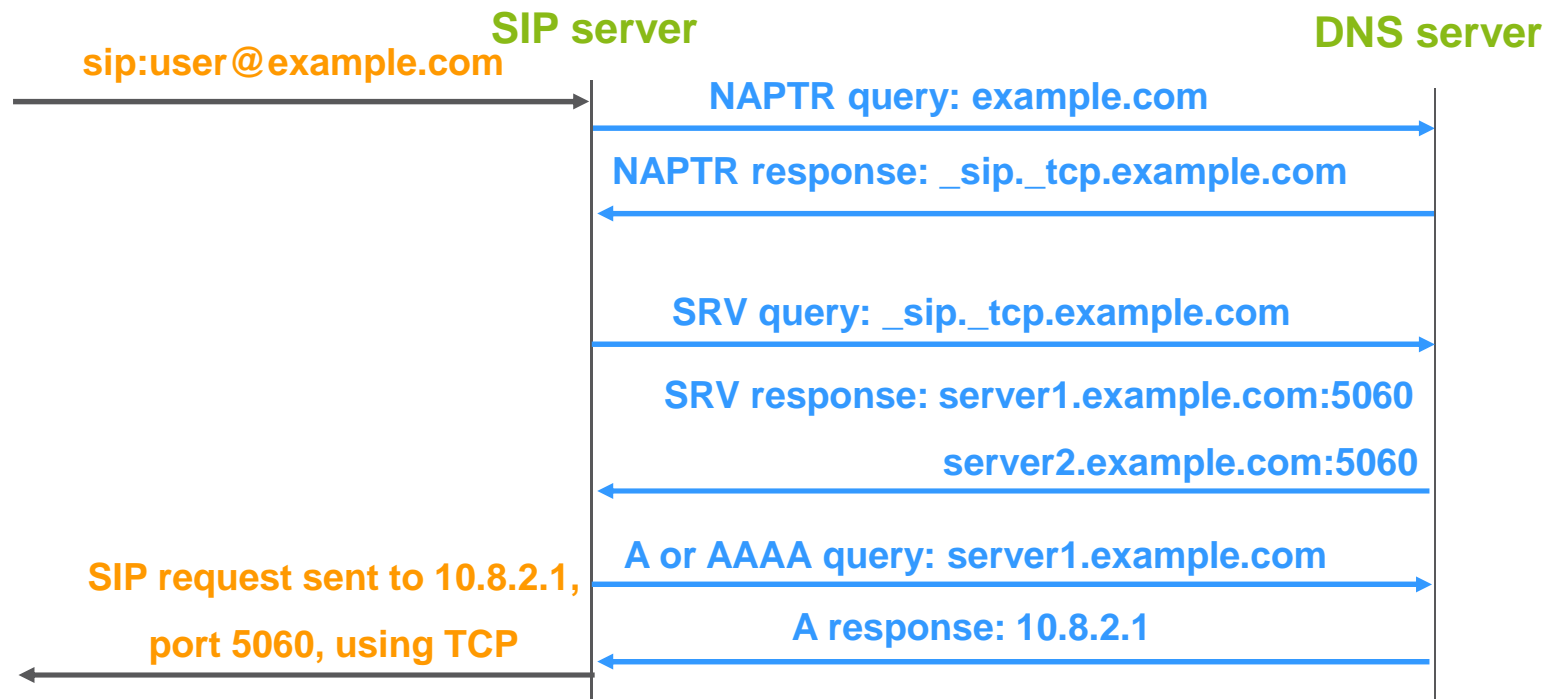 SIP server
DNS server
sip:user@example.com
NAPTR query: example.com
NAPTR response: _sip._tcp.example.com
SRV query: _sip._tcp.example.com
SRV response: server1.example.com:5060
server2.example.com:5060
A or AAAA query: server1.example.com
SIP request sent to 10.8.2.1,
port 5060, using TCP
A response: 10.8.2.1